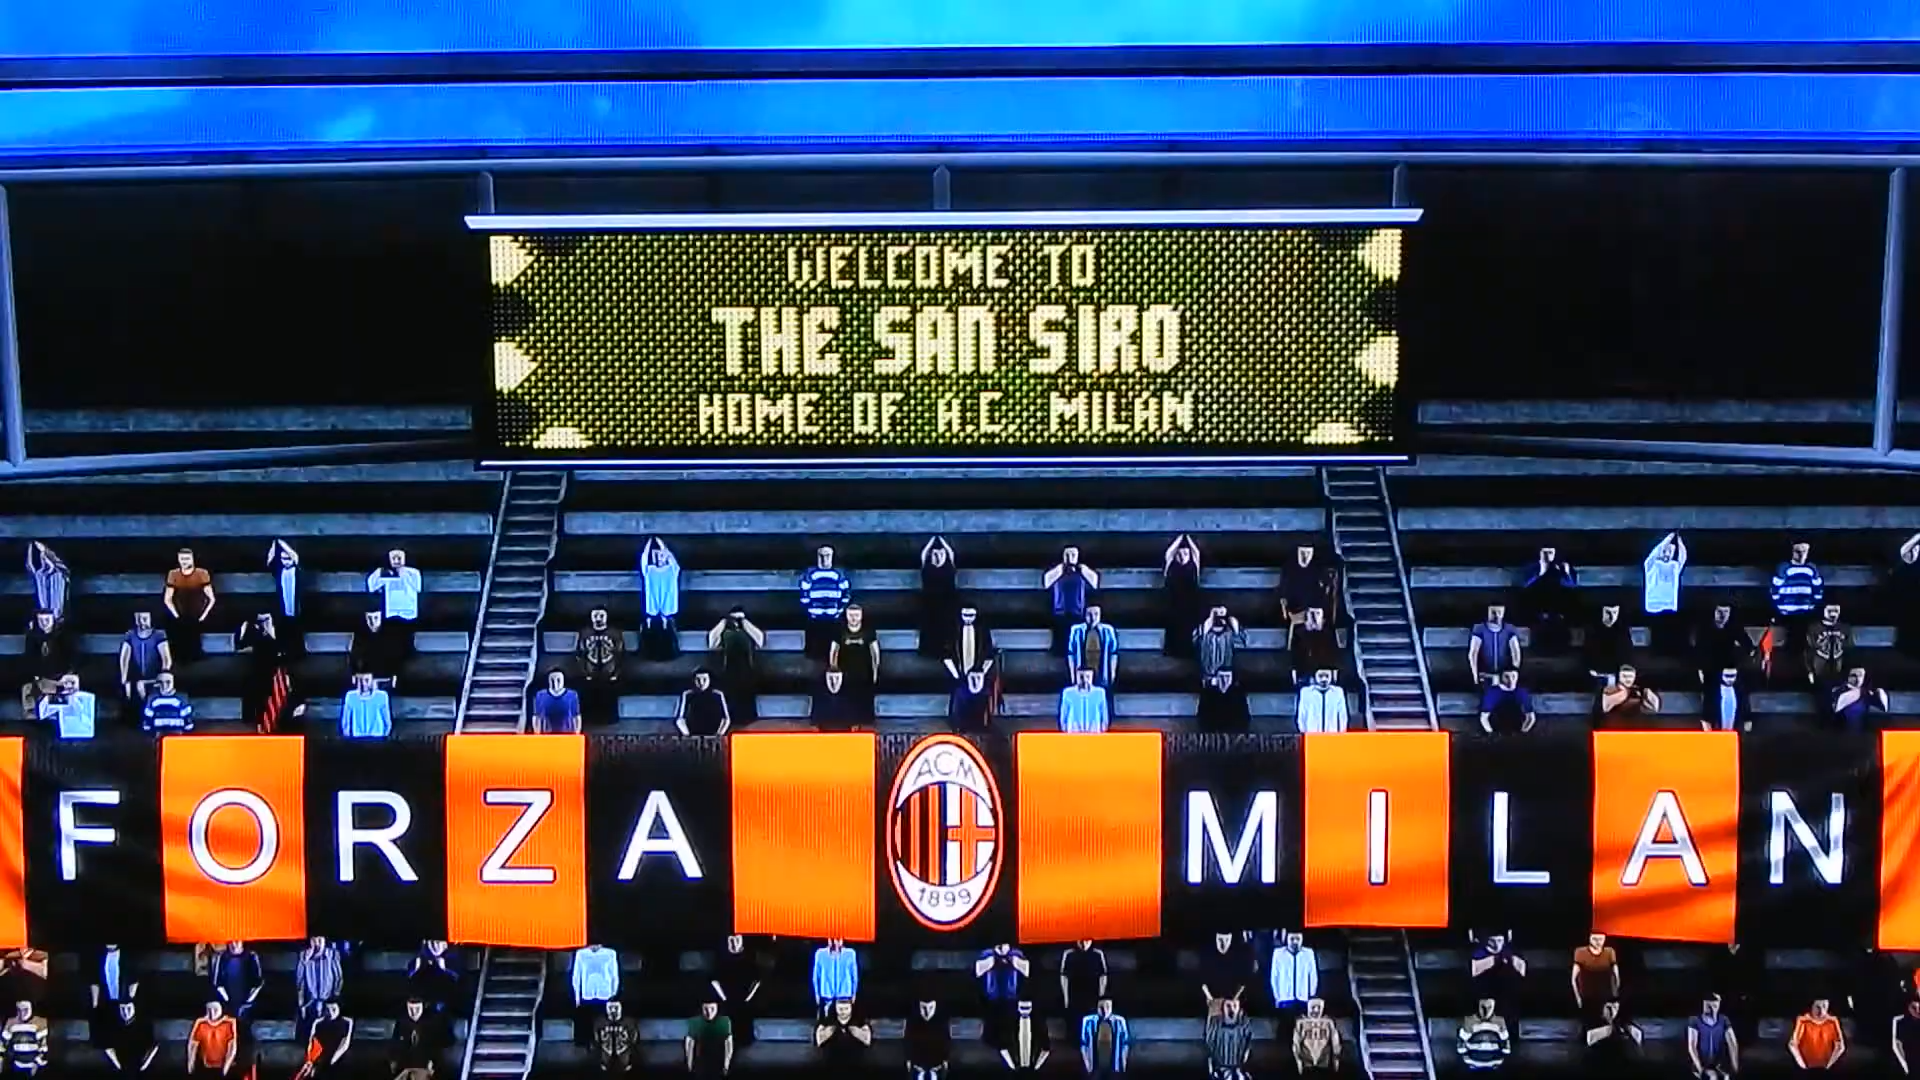 WELCOME TO
THE SAN SIRO
HOME OF A.C. MILAN
FORZA MILAN
ACM
1899